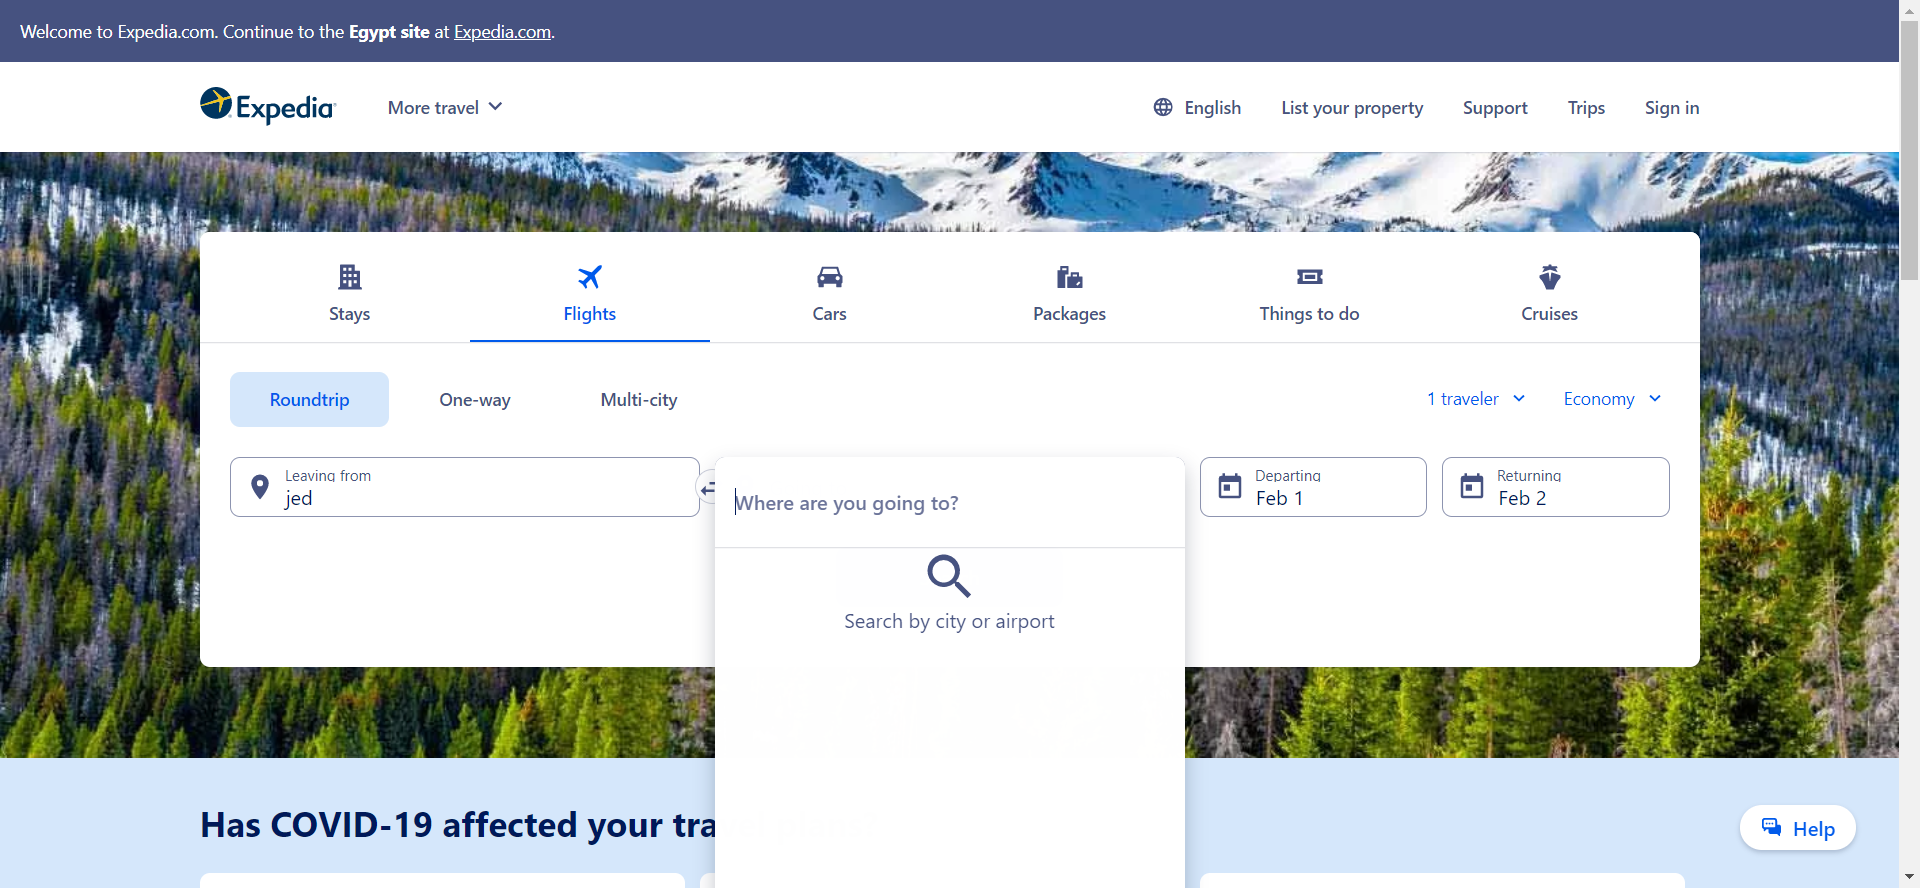 Welcome to Expedia.com. Continue to the Egypt site at Expedia.com.
Expedia
More travel
English
List your property
Support
Trips
Sign in
Stays
Flights
Cars
Packages
Things to do
Cruises
Roundtrip
One-way
Multi-city
1 traveler
Economy
Leaving from
jed
Where are you going to?
Search by city or airport
Departing
Feb 1
Returning
Feb 2
Has COVID-19 affected your
Help